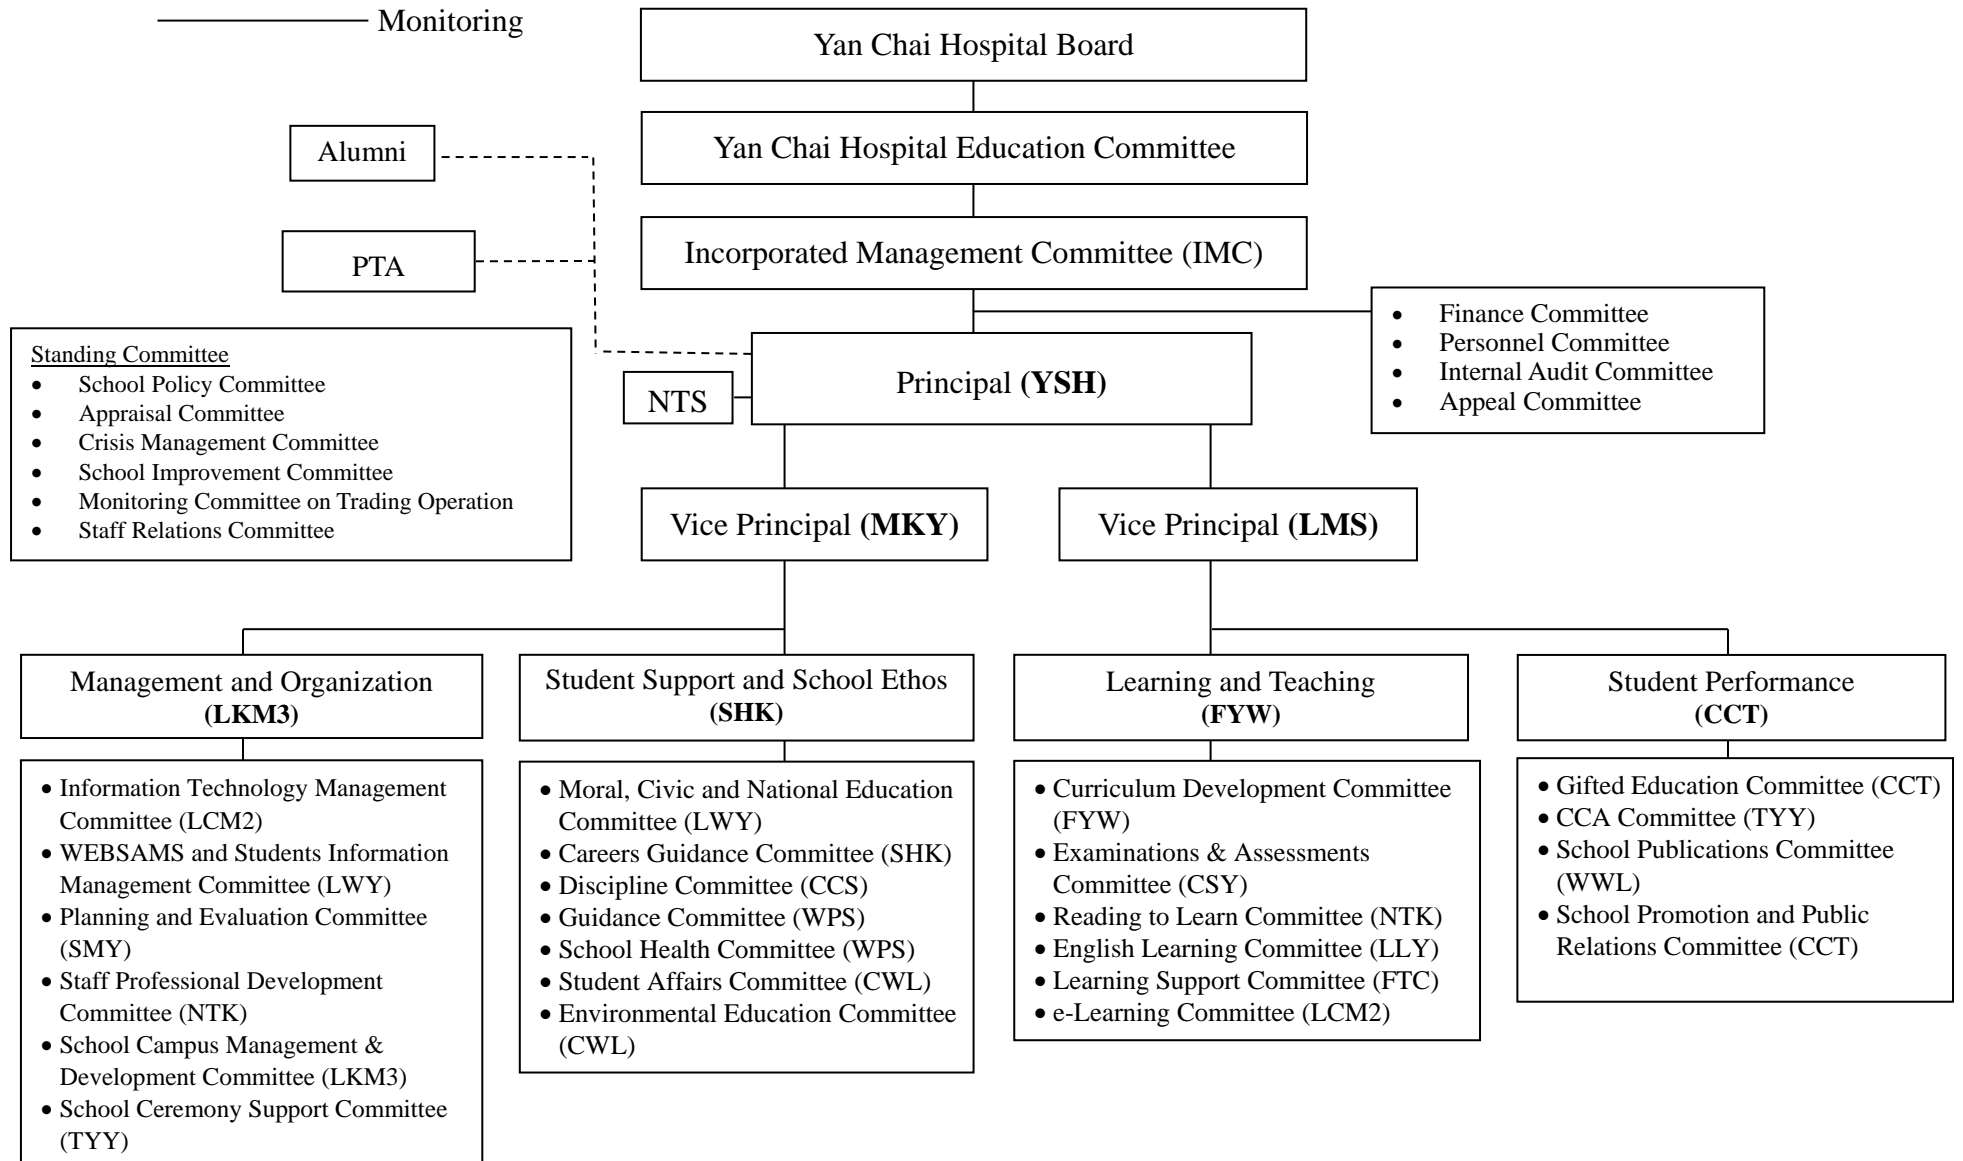 Monitoring
Yan Chai Hospital Board
Yan Chai Hospital Education Committee
Alumni
PTA
Incorporated Management Committee (IMC)
• Finance Committee
• Personnel Committee
• Internal Audit Committee
• Appeal Committee
Standing Committee
• School Policy Committee
• Appraisal Committee
• Crisis Management Committee
• School Improvement Committee
• Monitoring Committee on Trading Operation
• Staff Relations Committee
Principal (YSH)
NTS
Vice Principal (MKY)
Vice Principal (LMS)
Management and Organization
(LKM3)
Student Support and School Ethos
(SHK)
Learning and Teaching
(FYW)
Student Performance
(CCT)
• Information Technology Management
Committee (LCM2)
• WEBSAMS and Students Information
Management Committee (LWY)
• Planning and Evaluation Committee
(SMY)
• Staff Professional Development
Committee (NTK)
• School Campus Management &
Development Committee (LKM3)
• School Ceremony Support Committee
(TYY)
• Moral, Civic and National Education
Committee (LWY)
• Careers Guidance Committee (SHK)
• Discipline Committee (CCS)
• Guidance Committee (WPS)
• School Health Committee (WPS)
• Student Affairs Committee (CWL)
• Environmental Education Committee
(CWL)
• Curriculum Development Committee
(FYW)
• Examinations & Assessments
Committee (CSY)
• Reading to Learn Committee (NTK)
• English Learning Committee (LLY)
• Learning Support Committee (FTC)
• e-Learning Committee (LCM2)
• Gifted Education Committee (CCT)
• CCA Committee (TYY)
• School Publications Committee
(WWL)
• School Promotion and Public
Relations Committee (CCT)